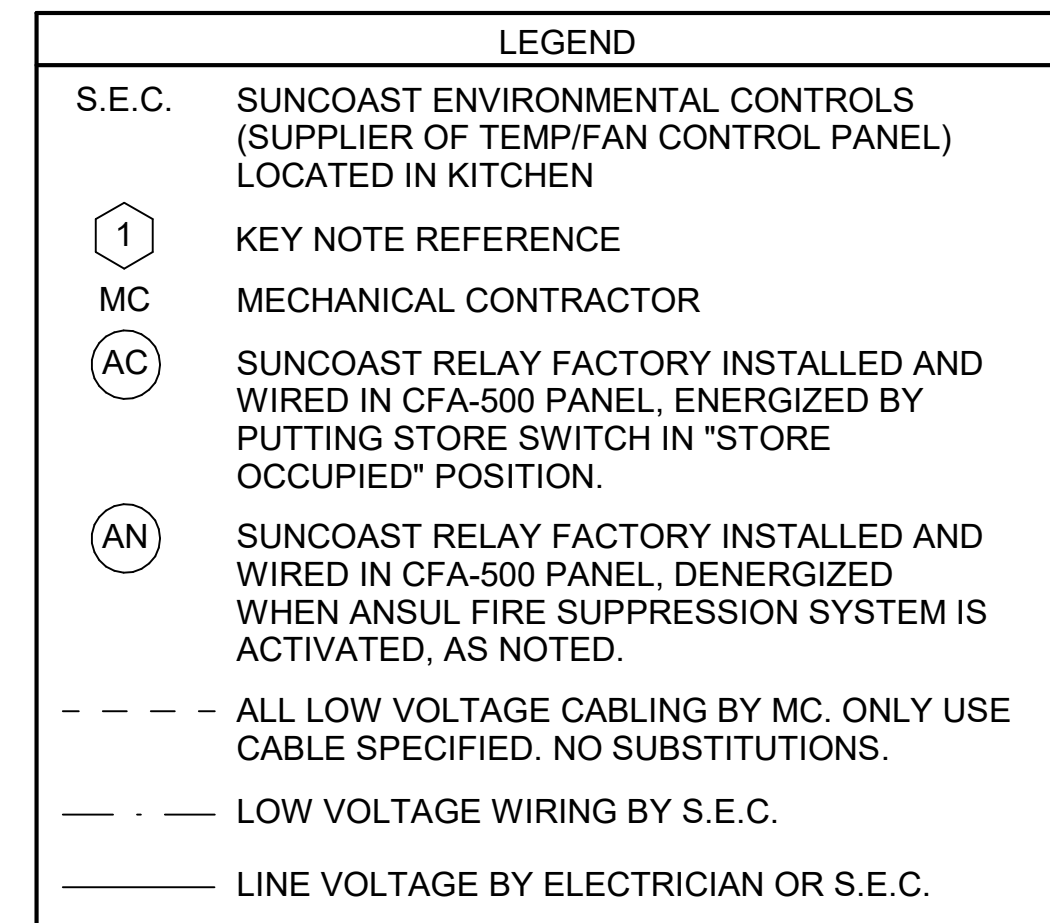 LEGEND
S.E.C. SUNCOAST ENVIRONMENTAL CONTROLS
(SUPPLIER OF TEMP/FAN CONTROL PANEL)
LOCATED IN KITCHEN
1 KEY NOTE REFERENCE
MC MECHANICAL CONTRACTOR
AC SUNCOAST RELAY FACTORY INSTALLED AND
WIRED IN CFA-500 PANEL, ENERGIZED BY
PUTTING STORE SWITCH IN "STORE
OCCUPIED" POSITION.
AN SUNCOAST RELAY FACTORY INSTALLED AND
WIRED IN CFA-500 PANEL, DENERGIZED
WHEN ANSUL FIRE SUPPRESSION SYSTEM IS
ACTIVATED, AS NOTED.
ALL LOW VOLTAGE CABLING BY MC. ONLY USE
CABLE SPECIFIED. NO SUBSTITUTIONS.
LOW VOLTAGE WIRING BY S.E.C.
LINE VOLTAGE BY ELECTRICIAN OR S.E.C.